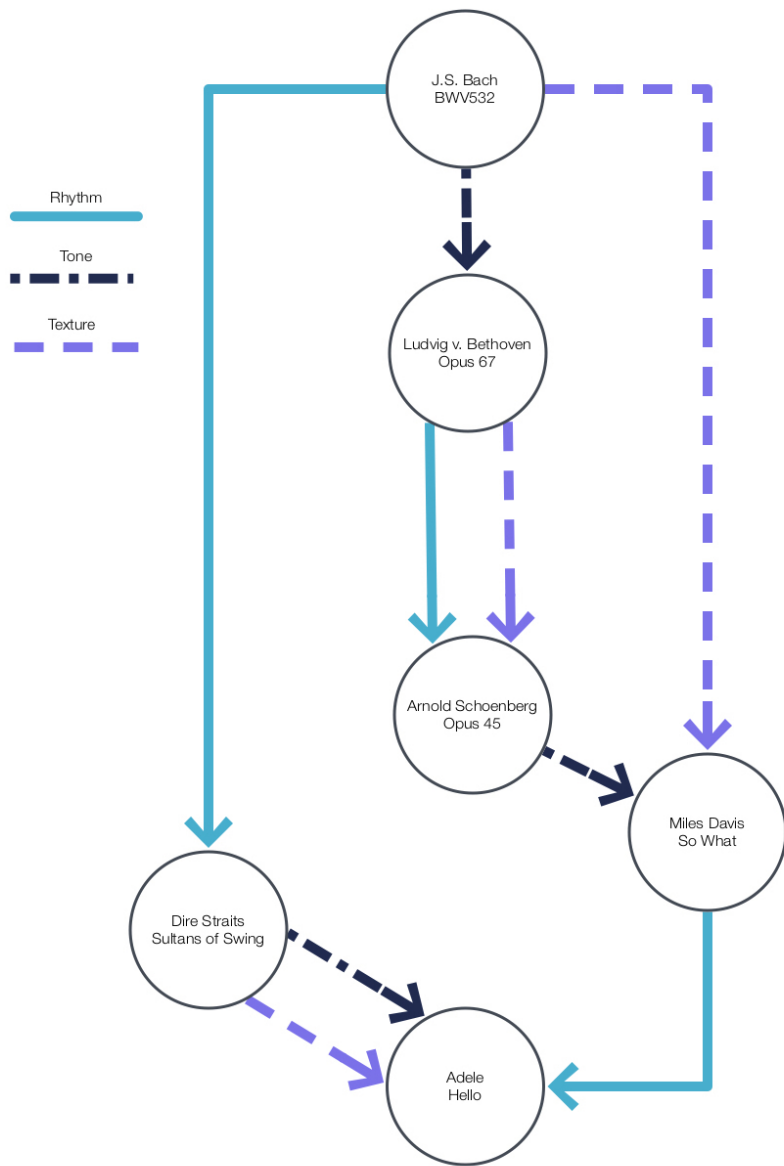 J.S. Bach
BWV532
Rhythm
Tone
Texture
Ludvig v. Bethoven
Opus 67
Arnold Schoenberg
Opus 45
Miles Davis
So What
Dire Straits
Sultans of Swing
Adele
Hello